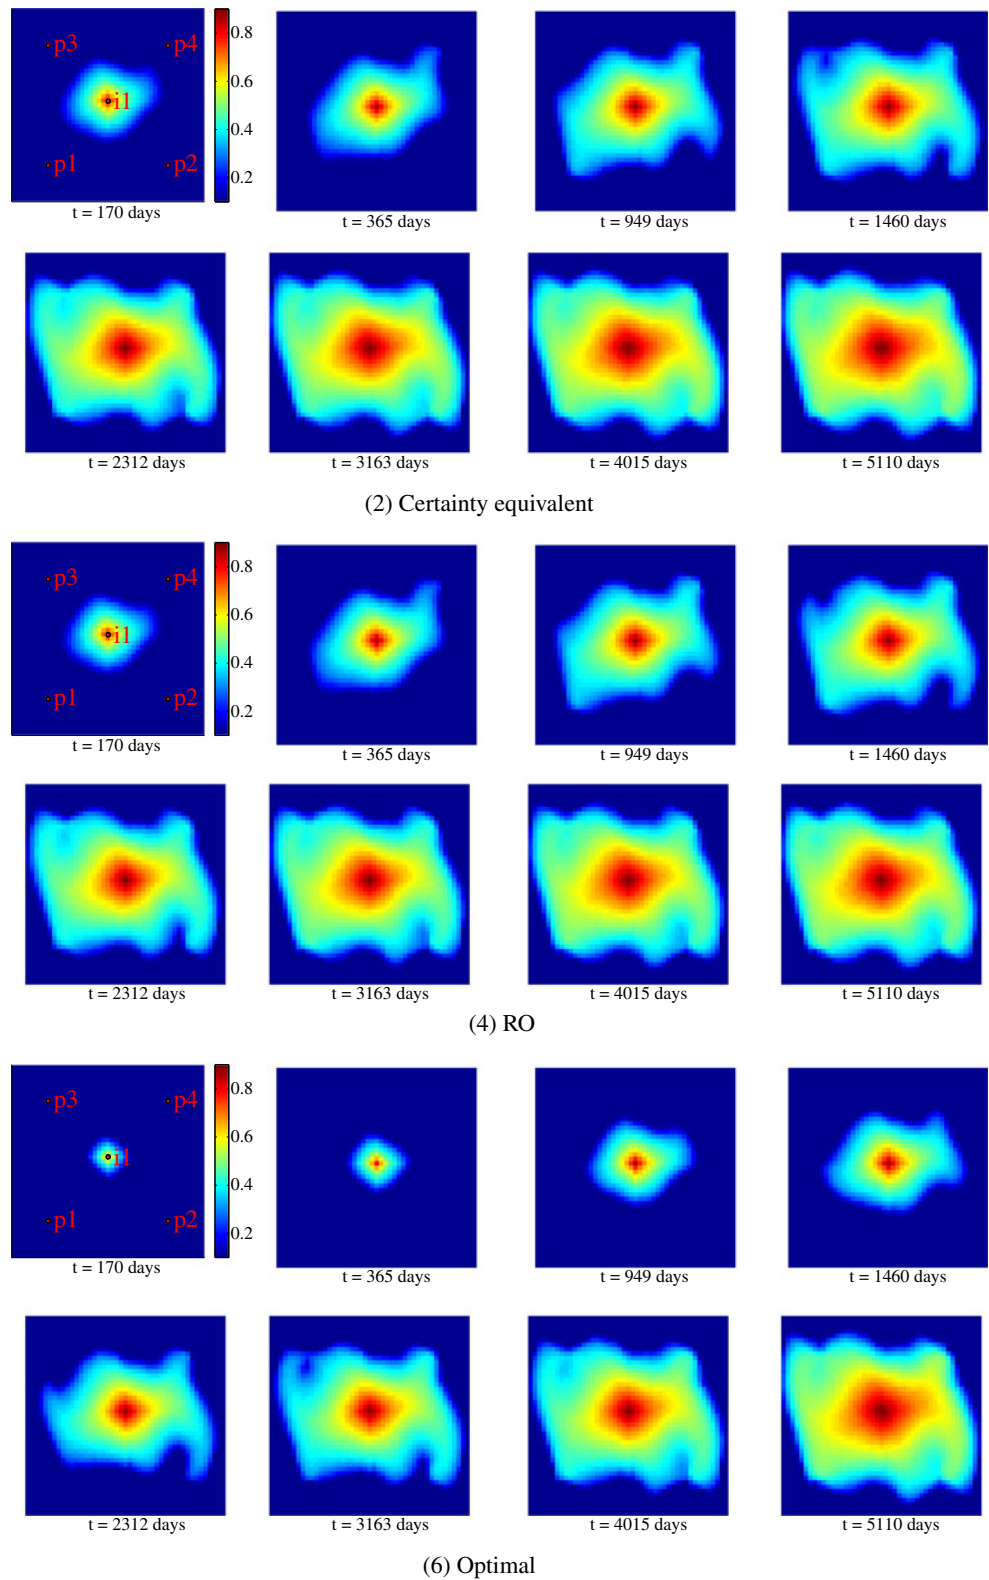 p3
p4
i1
p1
p2
0.8
0.6
0.4
0.2
t = 170 days
t = 365 days
t = 949 days
t = 1460 days
t = 2312 days
t = 3163 days
t = 4015 days
t = 5110 days
(2) Certainty equivalent
p3
p4
i1
p1
p2
0.8
0.6
0.4
0.2
t = 170 days
t = 365 days
t = 949 days
t = 1460 days
t = 2312 days
t = 3163 days
t = 4015 days
t = 5110 days
(4) RO
p3
p4
i1
p1
p2
0.8
0.6
0.4
0.2
t = 170 days
t = 365 days
t = 949 days
t = 1460 days
t = 2312 days
t = 3163 days
t = 4015 days
t = 5110 days
(6) Optimal